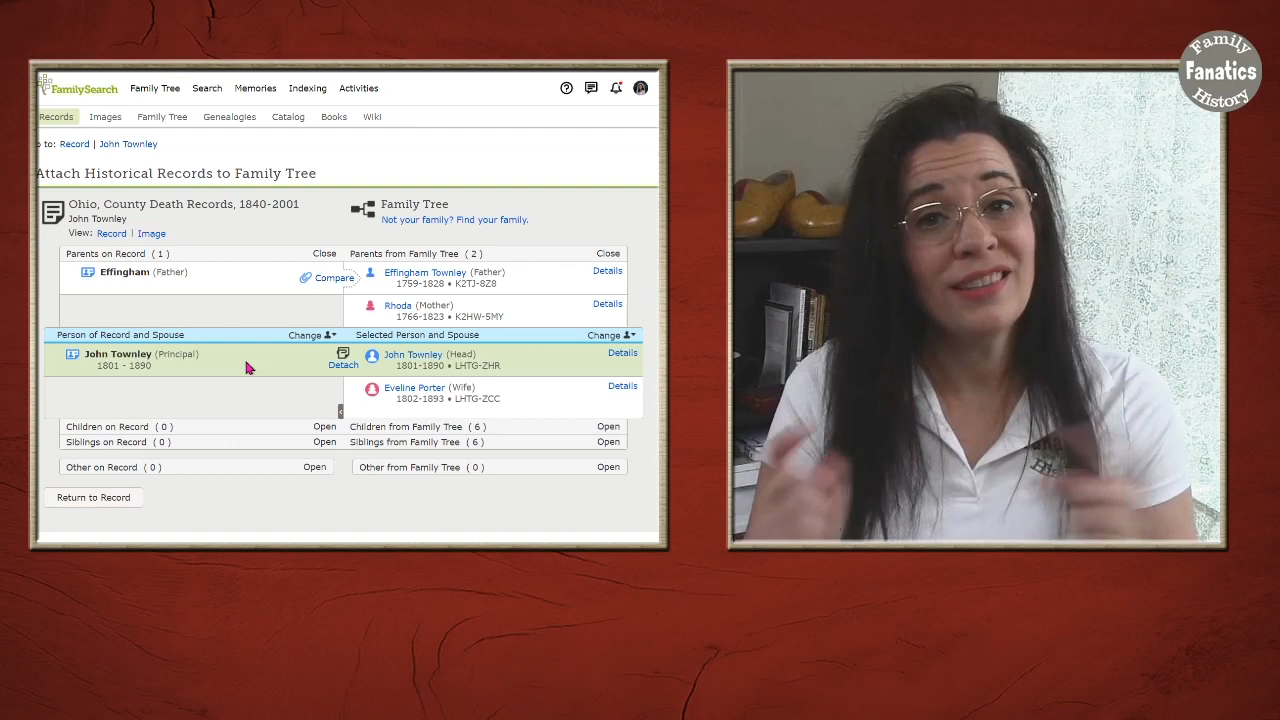 FamilySearch Family Tree Search Memories Indexing Activities
Records Images Family Tree Genealogies Catalog Books Wiki
o to: Record | John Townley
Attach Historical Records to Family Tree
Ohio, County Death Records, 1840-2001
John Townley
View: Record | Image
Family Tree
Not your family? Find your family.
Parents on Record ( 1 ) Close Parents from Family Tree ( 2 ) Close
Effingham (Father) Compare Effingham Townley (Father) Details
1759-1828 • K2TJ-8Z8
Rhoda (Mother) Details
1766-1823 • K2HW-5MY
Person of Record and Spouse Change Selected Person and Spouse Change
John Townley (Principal) John Townley (Head) Details
1801 - 1890 Detach 1801-1890 • LHTG-ZHR
Eveline Porter (Wife) Details
1802-1893 • LHTG-ZCC
Children on Record ( 0 ) Open Children from Family Tree ( 6 ) Open
Siblings on Record ( 0 ) Open Siblings from Family Tree ( 6 ) Open
Other on Record ( 0 ) Open Other from Family Tree ( 0 ) Open
Return to Record
Family
Fanatics
History